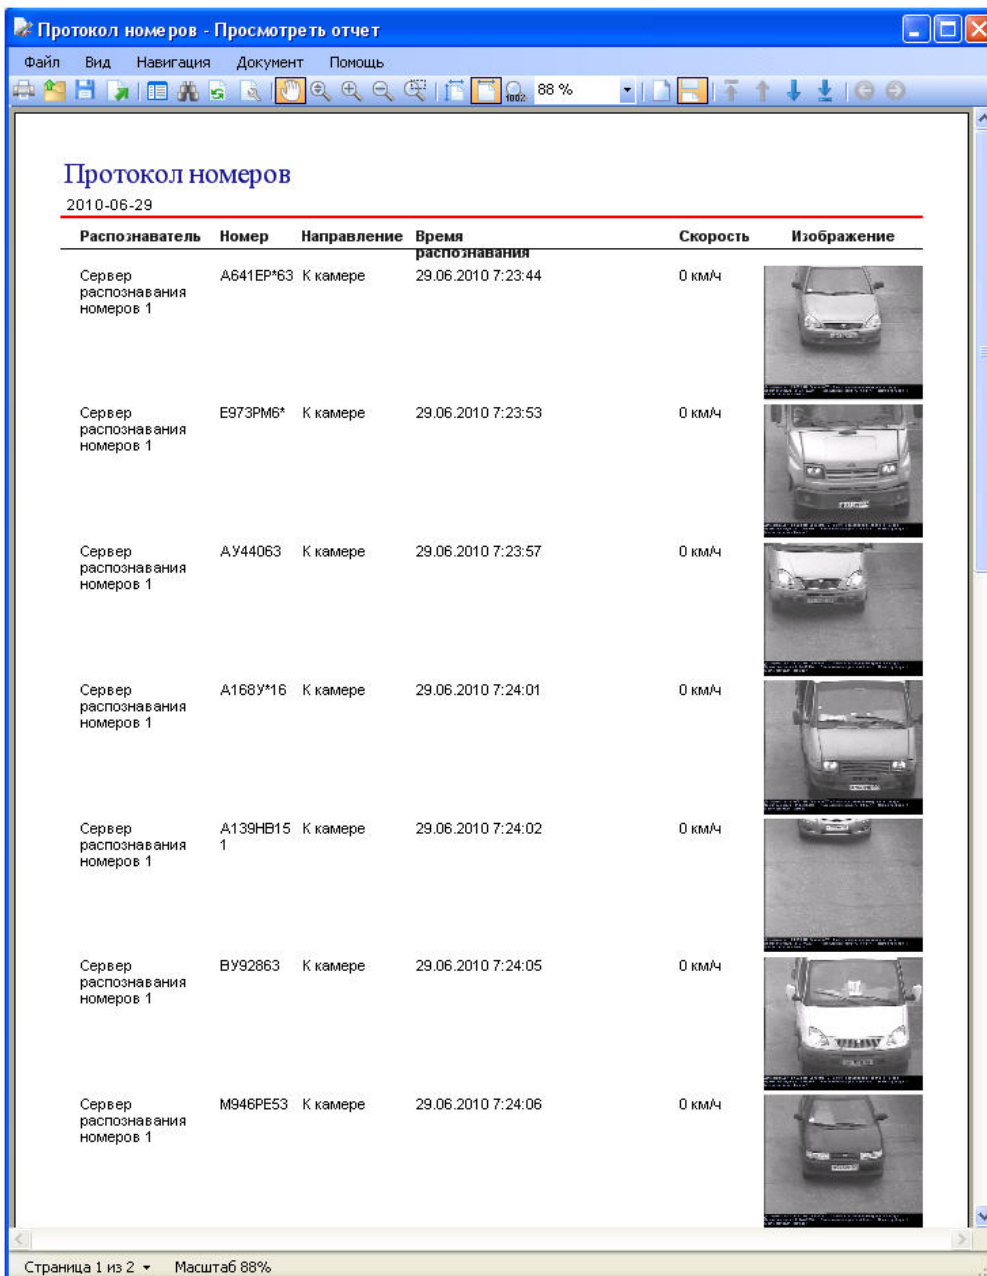 Протокол номеров - Просмотреть отчет
Файл Вид Навигация Документ Помощь
100% 88 %
Протокол номеров
2010-06-29
Распознаватель Номер Направление Время распознавания Скорость Изображение
Сервер А641ЕР*63 К камере 29.06.2010 7:23:44 0 км/ч
распознавания
номеров 1
Сервер Е973РМ6* К камере 29.06.2010 7:23:53 0 км/ч
распознавания
номеров 1
Сервер АУ44063 К камере 29.06.2010 7:23:57 0 км/ч
распознавания
номеров 1
Сервер А168У*16 К камере 29.06.2010 7:24:01 0 км/ч
распознавания
номеров 1
Сервер А139НВ15 К камере 29.06.2010 7:24:02 0 км/ч
распознавания 1
номеров 1
Сервер ВУ92863 К камере 29.06.2010 7:24:05 0 км/ч
распознавания
номеров 1
Сервер М946РЕ53 К камере 29.06.2010 7:24:06 0 км/ч
распознавания
номеров 1
Страница 1 из 2 Масштаб 88%